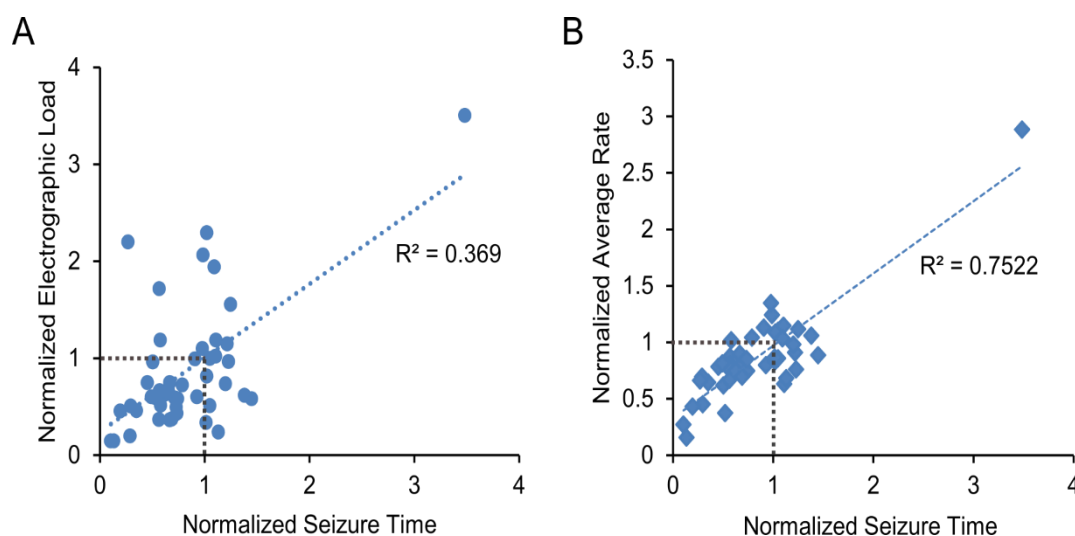 A
Normalized Electrographic Load
4
3
2
1
0
0 1 2 3 4
R² = 0.369
Normalized Seizure Time
B
Normalized Average Rate
3.5
3
2.5
2
1.5
1
0.5
0
0 1 2 3 4
R² = 0.7522
Normalized Seizure Time